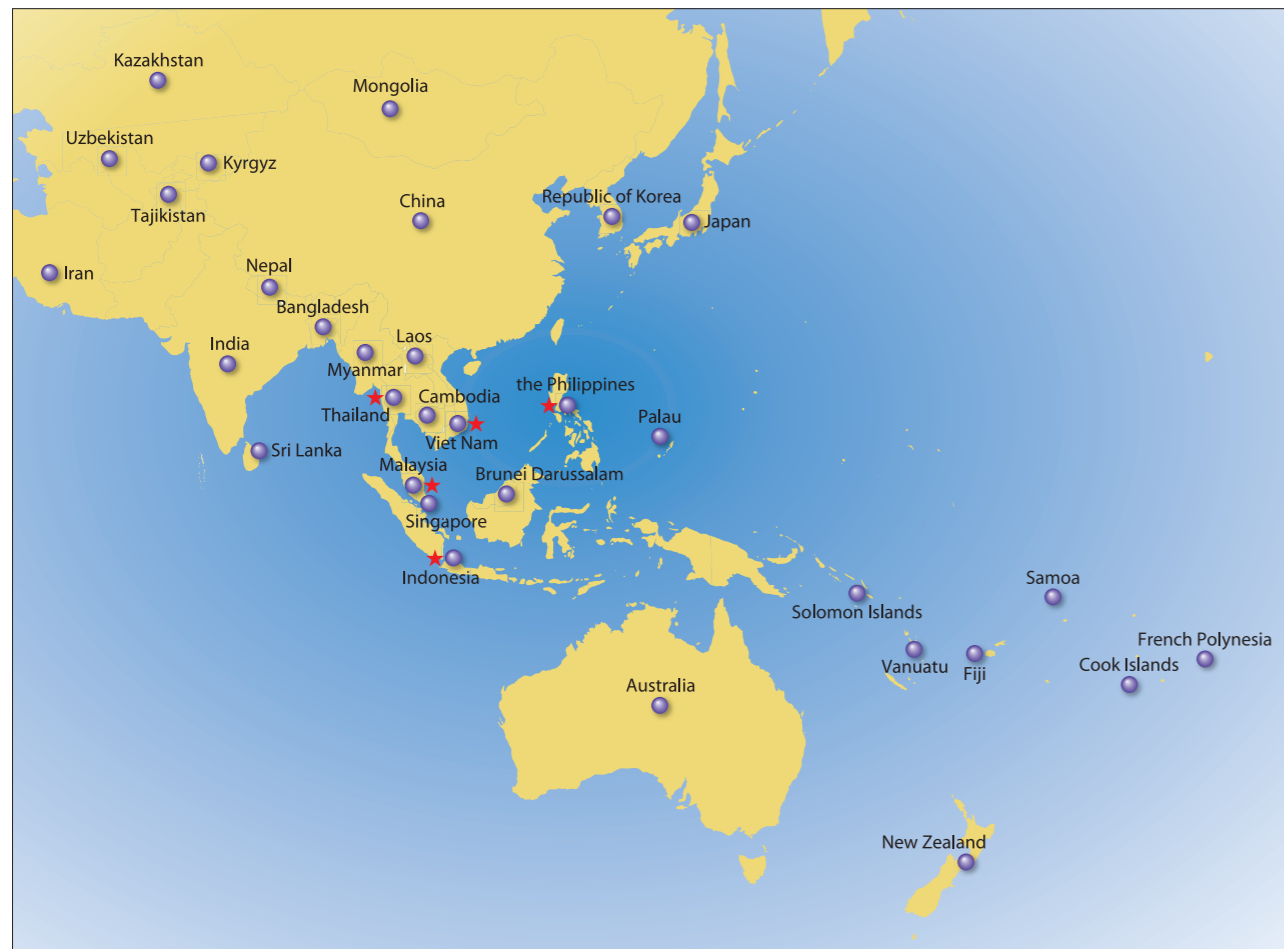 Kazakhstan
Mongolia
Uzbekistan
Kyrgyz
Tajikistan
China
Republic of Korea
Japan
Iran
Nepal
Bangladesh
India
Laos
Myanmar
the Philippines
Thailand
Cambodia
Palau
Viet Nam
Sri Lanka
Malaysia
Brunei Darussalam
Singapore
Indonesia
Samoa
Solomon Islands
French Polynesia
Vanuatu
Fiji
Cook Islands
Australia
New Zealand